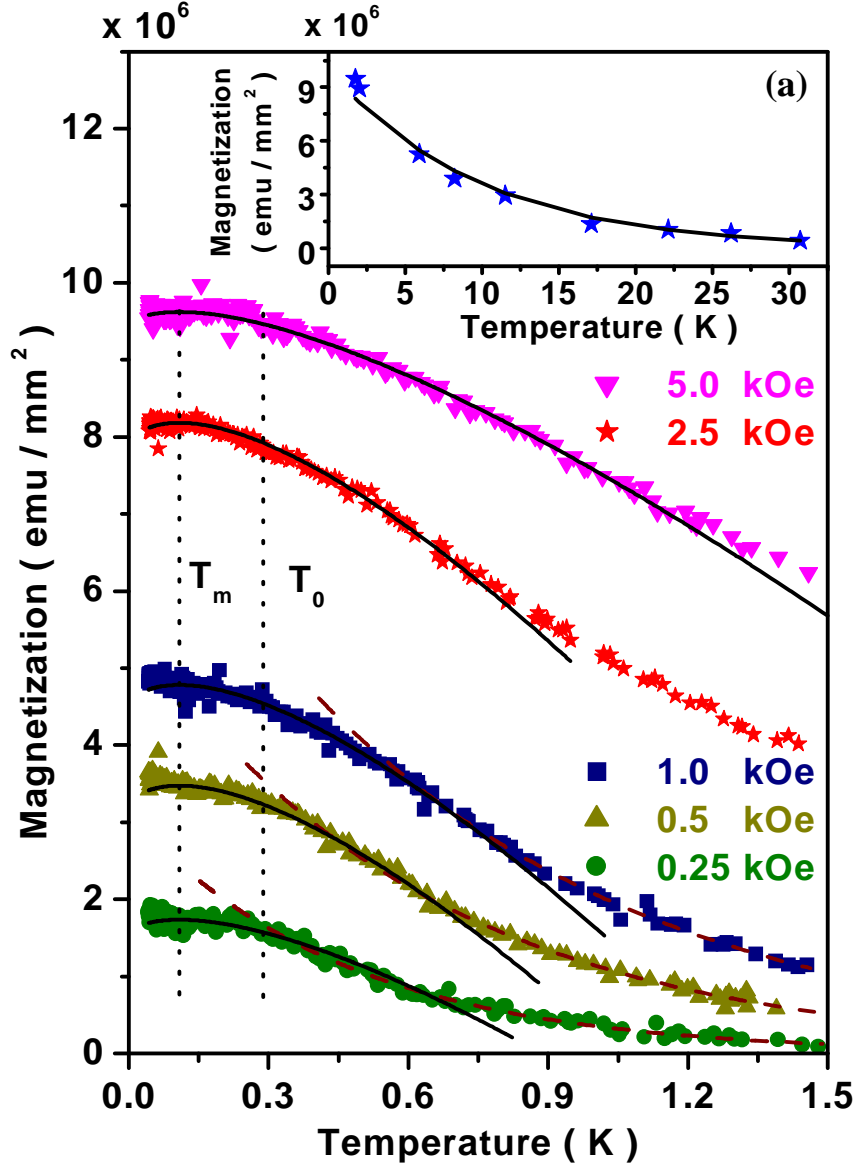 x 10^6
x 10^6
(a)
Magnetization
( emu / mm^2 )
9
6
3
0
0 5 10 15 20 25 30
Temperature ( K )
Magnetization ( emu / mm^2 )
12
10
8
6
4
2
0
5.0 kOe
2.5 kOe
T_m
T_0
1.0 kOe
0.5 kOe
0.25 kOe
0.0 0.3 0.6 0.9 1.2 1.5
Temperature ( K )